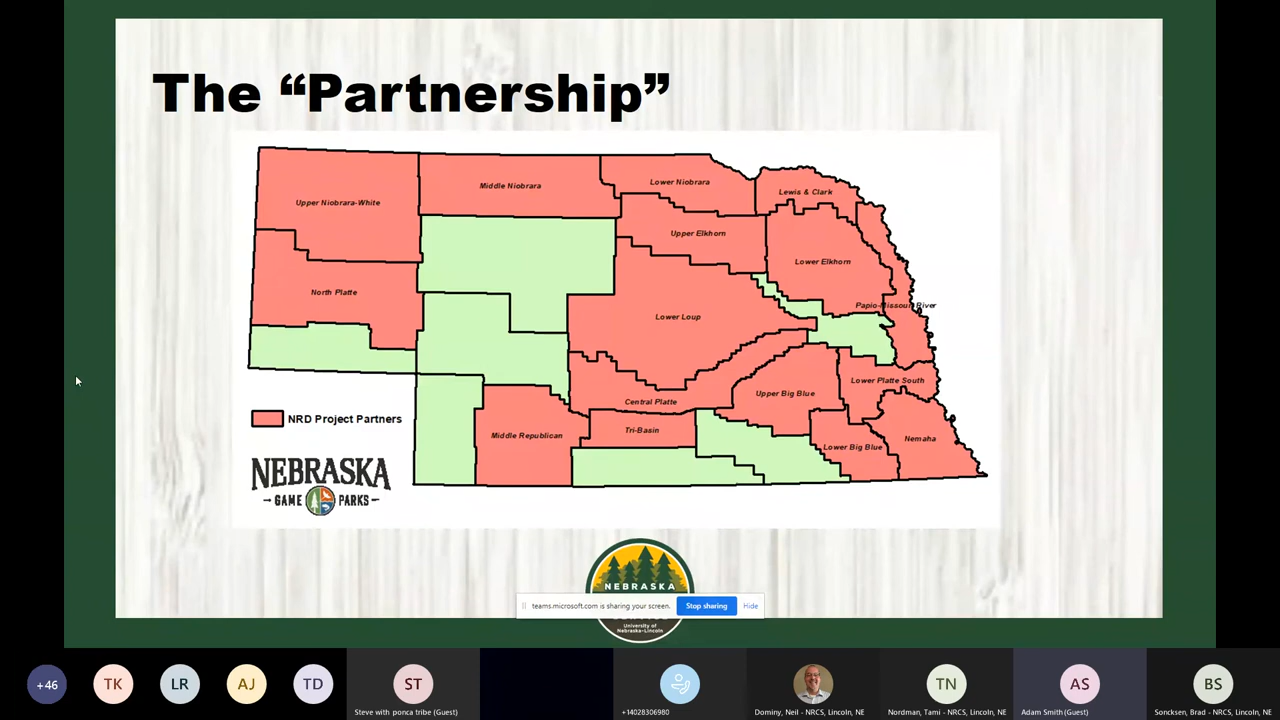 The “Partnership”
Upper Niobrara-White
Middle Niobrara
Lower Niobrara
Lewis & Clark
Upper Elkhorn
Lower Elkhorn
North Platte
Papio-Missouri River
Lower Loup
Lower Platte South
Upper Big Blue
Central Platte
Tri-Basin
Middle Republican
Lower Big Blue
Nemaha
NRD Project Partners
NEBRASKA
GAME PARKS
NEBRASKA
teams.microsoft.com is sharing your screen.
Stop sharing
Hide
University of
Nebraska-Lincoln
+46
TK
LR
AJ
TD
ST
TN
AS
BS
Steve with ponca tribe (Guest)
+14028306980
Dominy, Neil - NRCS, Lincoln, NE
Nordman, Tami - NRCS, Lincoln, NE
Adam Smith (Guest)
Soncksen, Brad - NRCS, Lincoln, NE